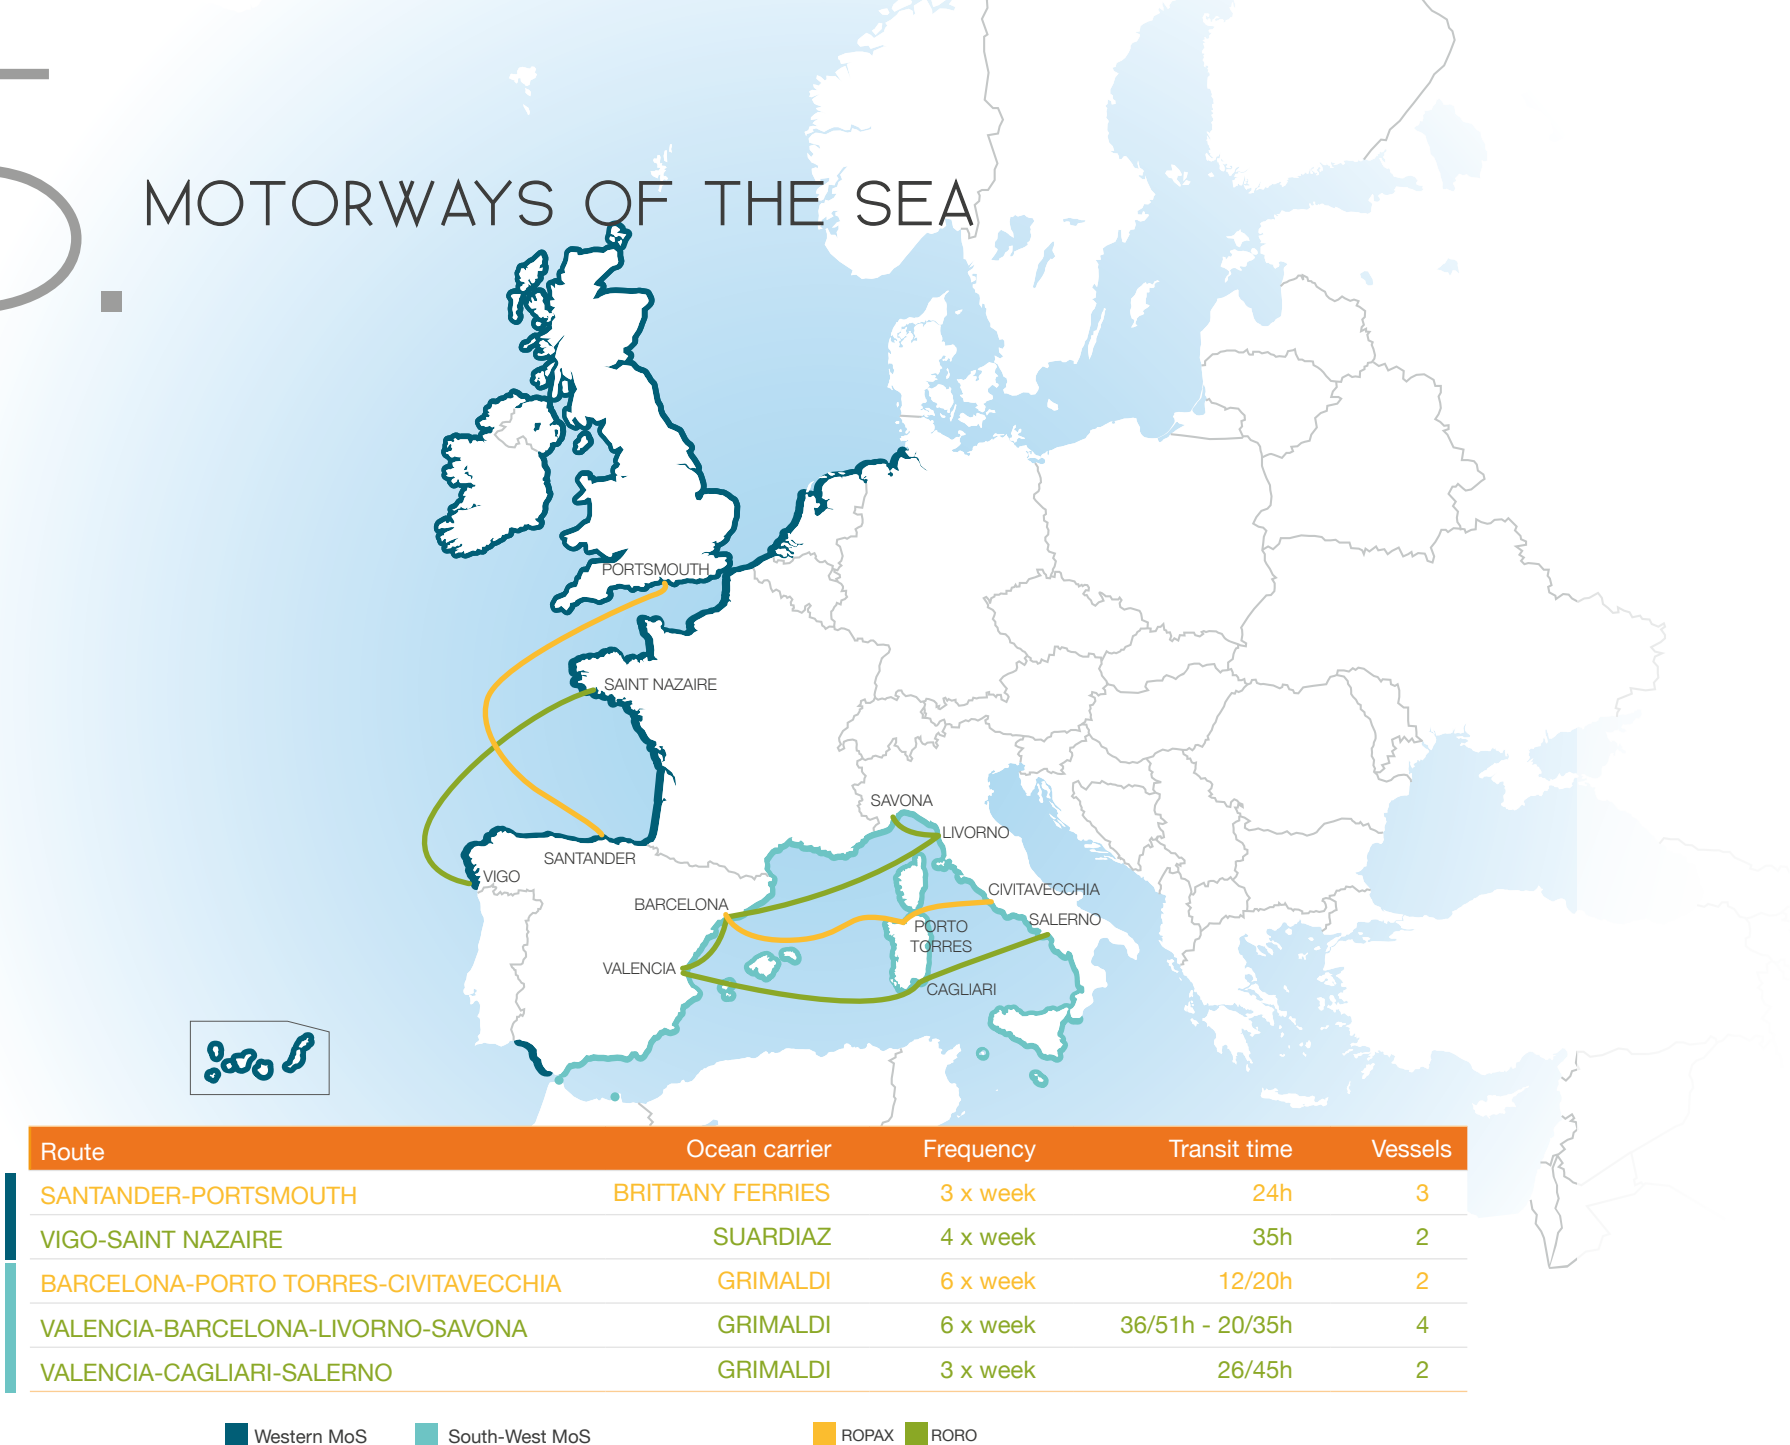 MOTORWAYS OF THE SEA
PORTSMOUTH
SAINT NAZAIRE
SAVONA
LIVORNO
SANTANDER
VIGO
CIVITAVECCHIA
BARCELONA
SALERNO
PORTO
TORRES
VALENCIA
CAGLIARI
Route Ocean carrier Frequency Transit time Vessels
SANTANDER-PORTSMOUTH BRITTANY FERRIES 3 x week 24h 3
VIGO-SAINT NAZAIRE SUARDIAZ 4 x week 35h 2
BARCELONA-PORTO TORRES-CIVITAVECCHIA GRIMALDI 6 x week 12/20h 2
VALENCIA-BARCELONA-LIVORNO-SAVONA GRIMALDI 6 x week 36/51h - 20/35h 4
VALENCIA-CAGLIARI-SALERNO GRIMALDI 3 x week 26/45h 2
Western MoS South-West MoS ROPAX RORO